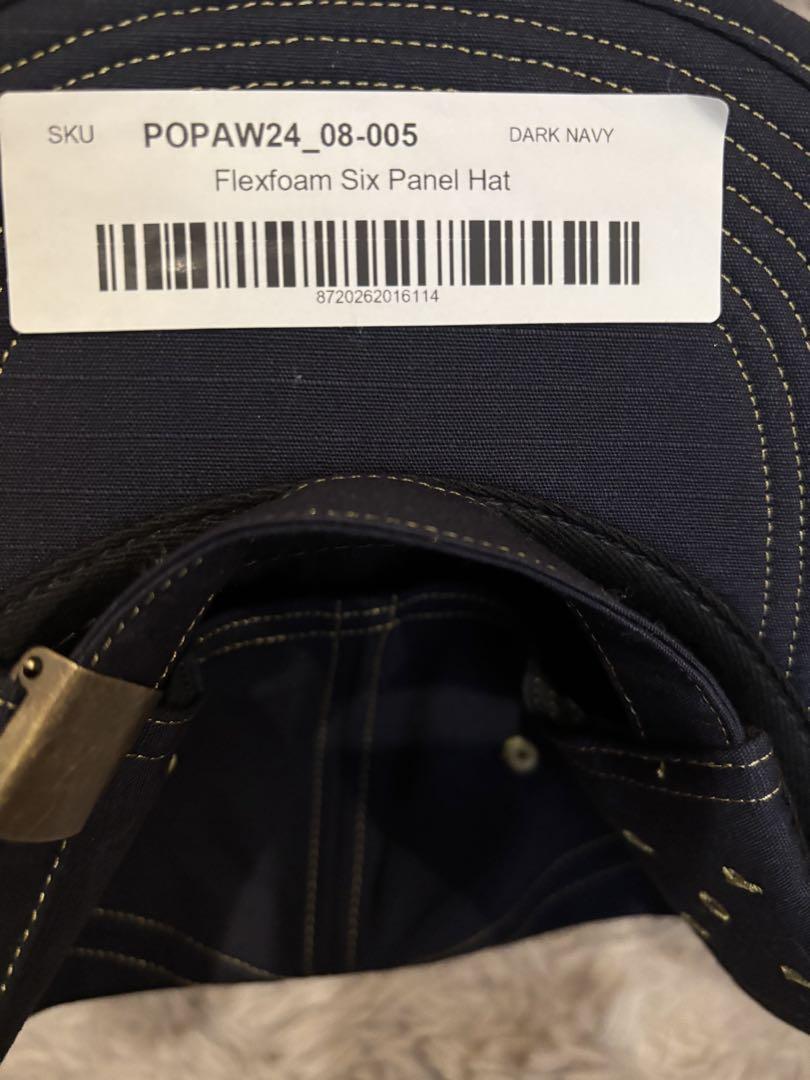 SKU POPAW24_08-005 DARK NAVY
Flexfoam Six Panel Hat
8720262016114